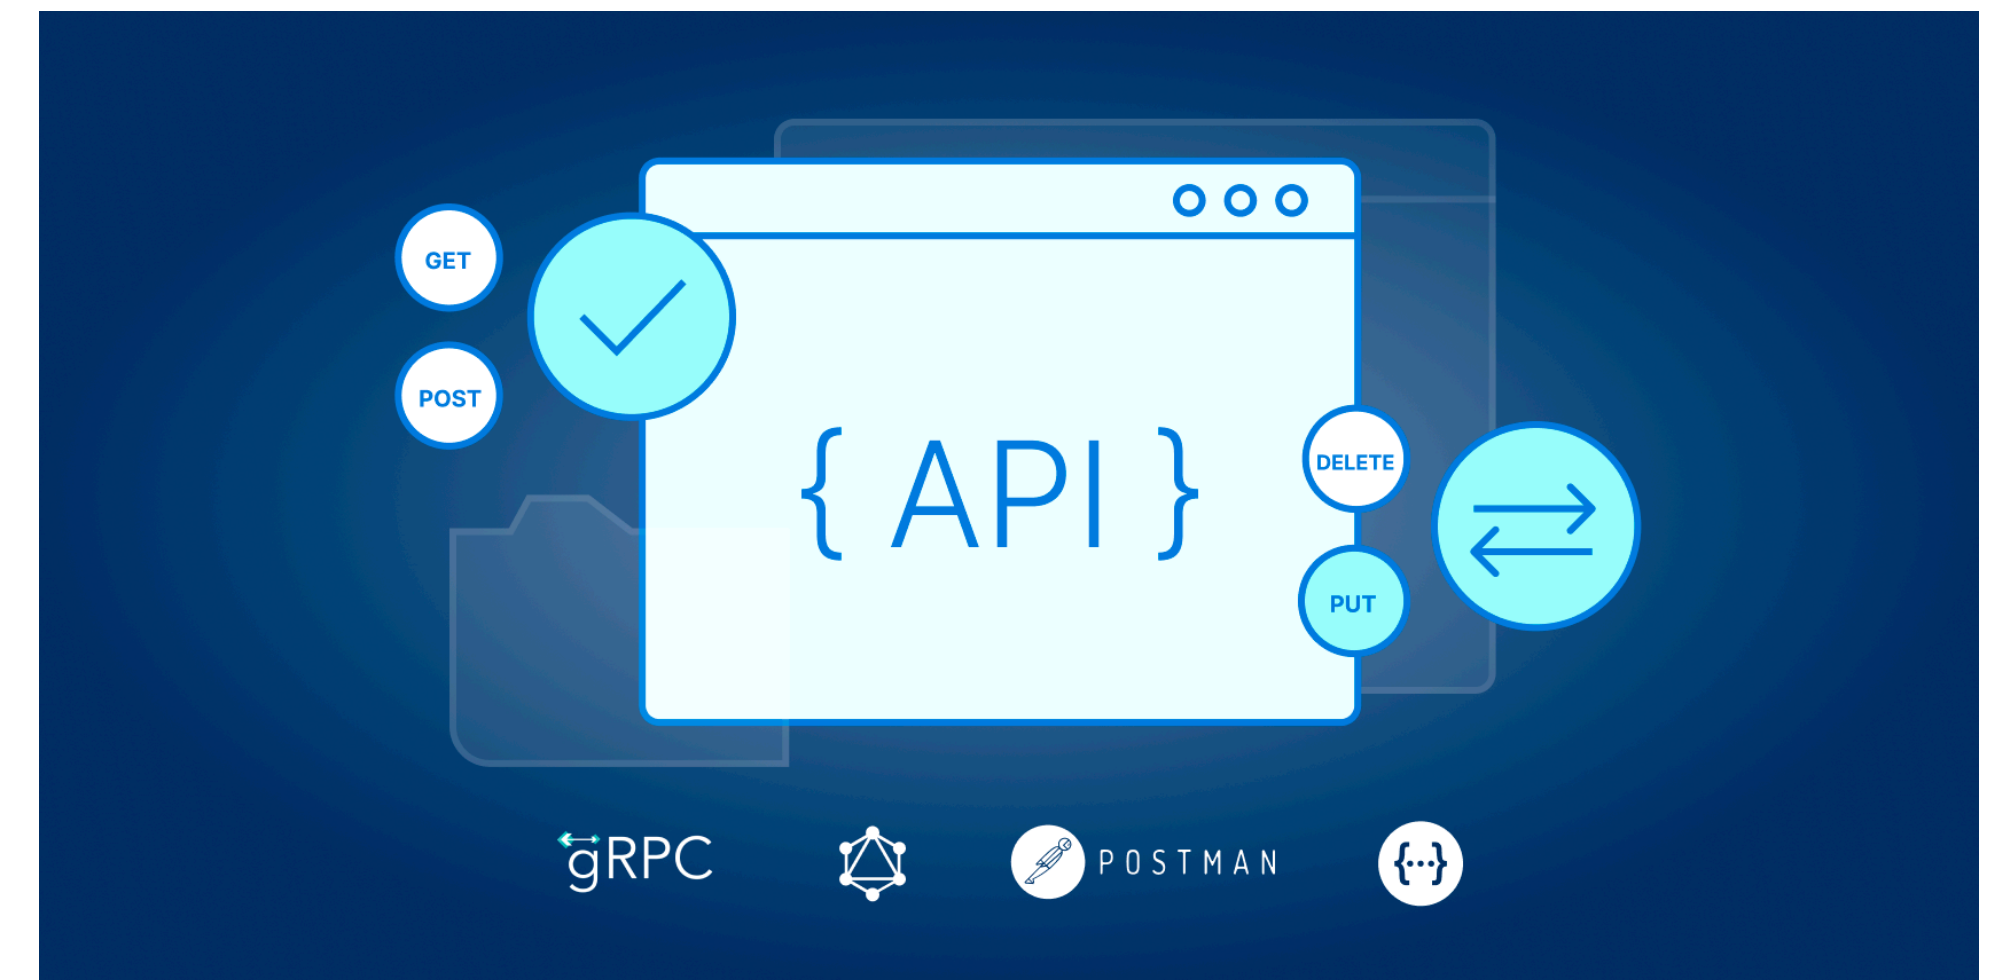 GET
POST
{ API }
DELETE
PUT
gRPC
POSTMAN
{···}